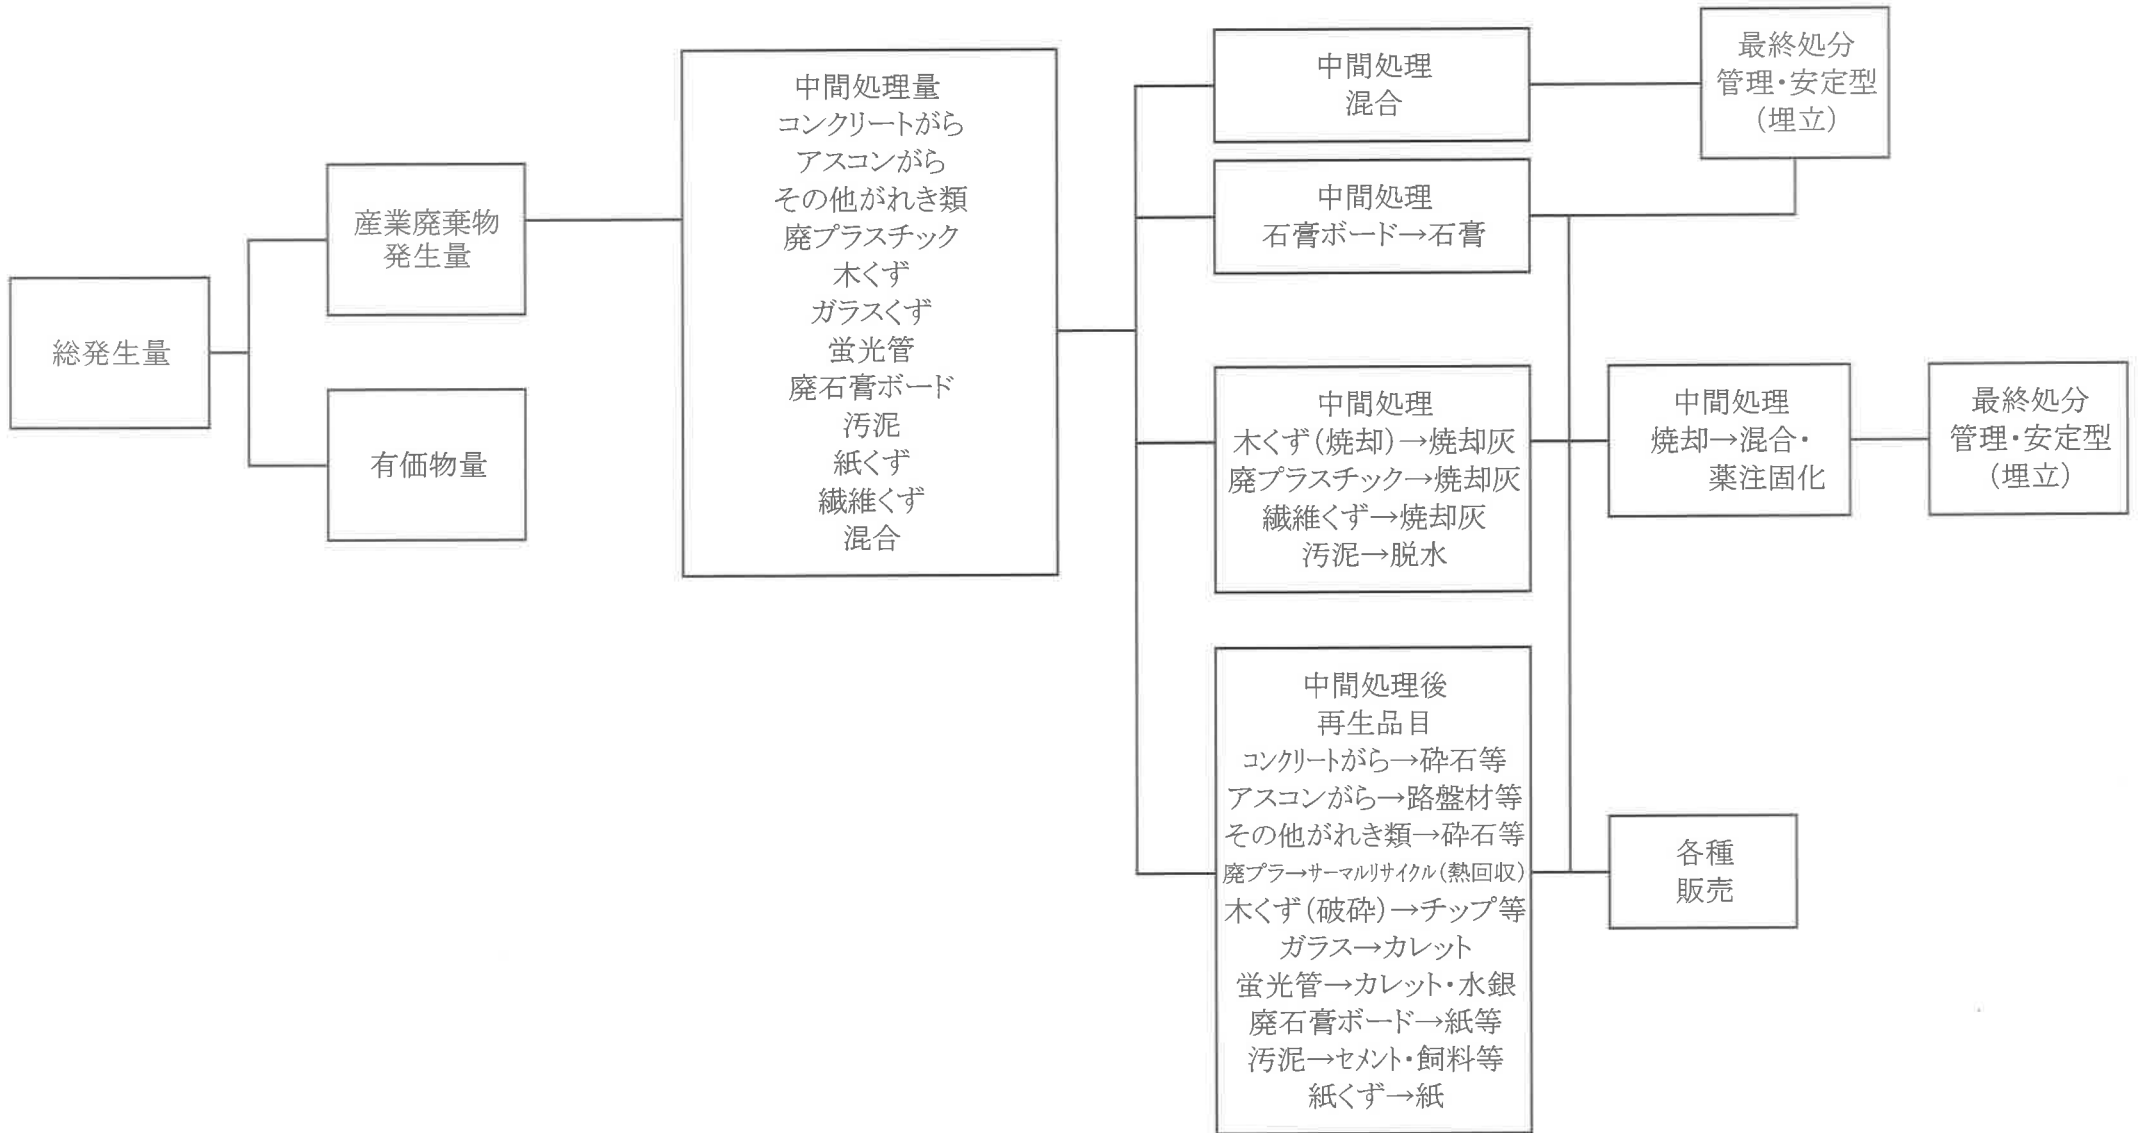 総発生量
産業廃棄物
発生量
有価物量
中間処理量
コンクリートがら
アスコンがら
その他がれき類
廃プラスチック
木くず
ガラスくず
蛍光管
廃石膏ボード
汚泥
紙くず
繊維くず
混合
中間処理
混合
中間処理
石膏ボード→石膏
中間処理
木くず（焼却）→焼却灰
廃プラスチック→焼却灰
繊維くず→焼却灰
汚泥→脱水
中間処理後
再生品目
コンクリートがら→砕石等
アスコンがら→路盤材等
その他がれき類→砕石等
廃プラ→サーマルリサイクル（熱回収）
木くず（破砕）→チップ等
ガラス→カレット
蛍光管→カレット・水銀
廃石膏ボード→紙等
汚泥→セメント・飼料等
紙くず→紙
最終処分
管理・安定型
（埋立）
中間処理
焼却→混合・
薬注固化
最終処分
管理・安定型
（埋立）
各種
販売